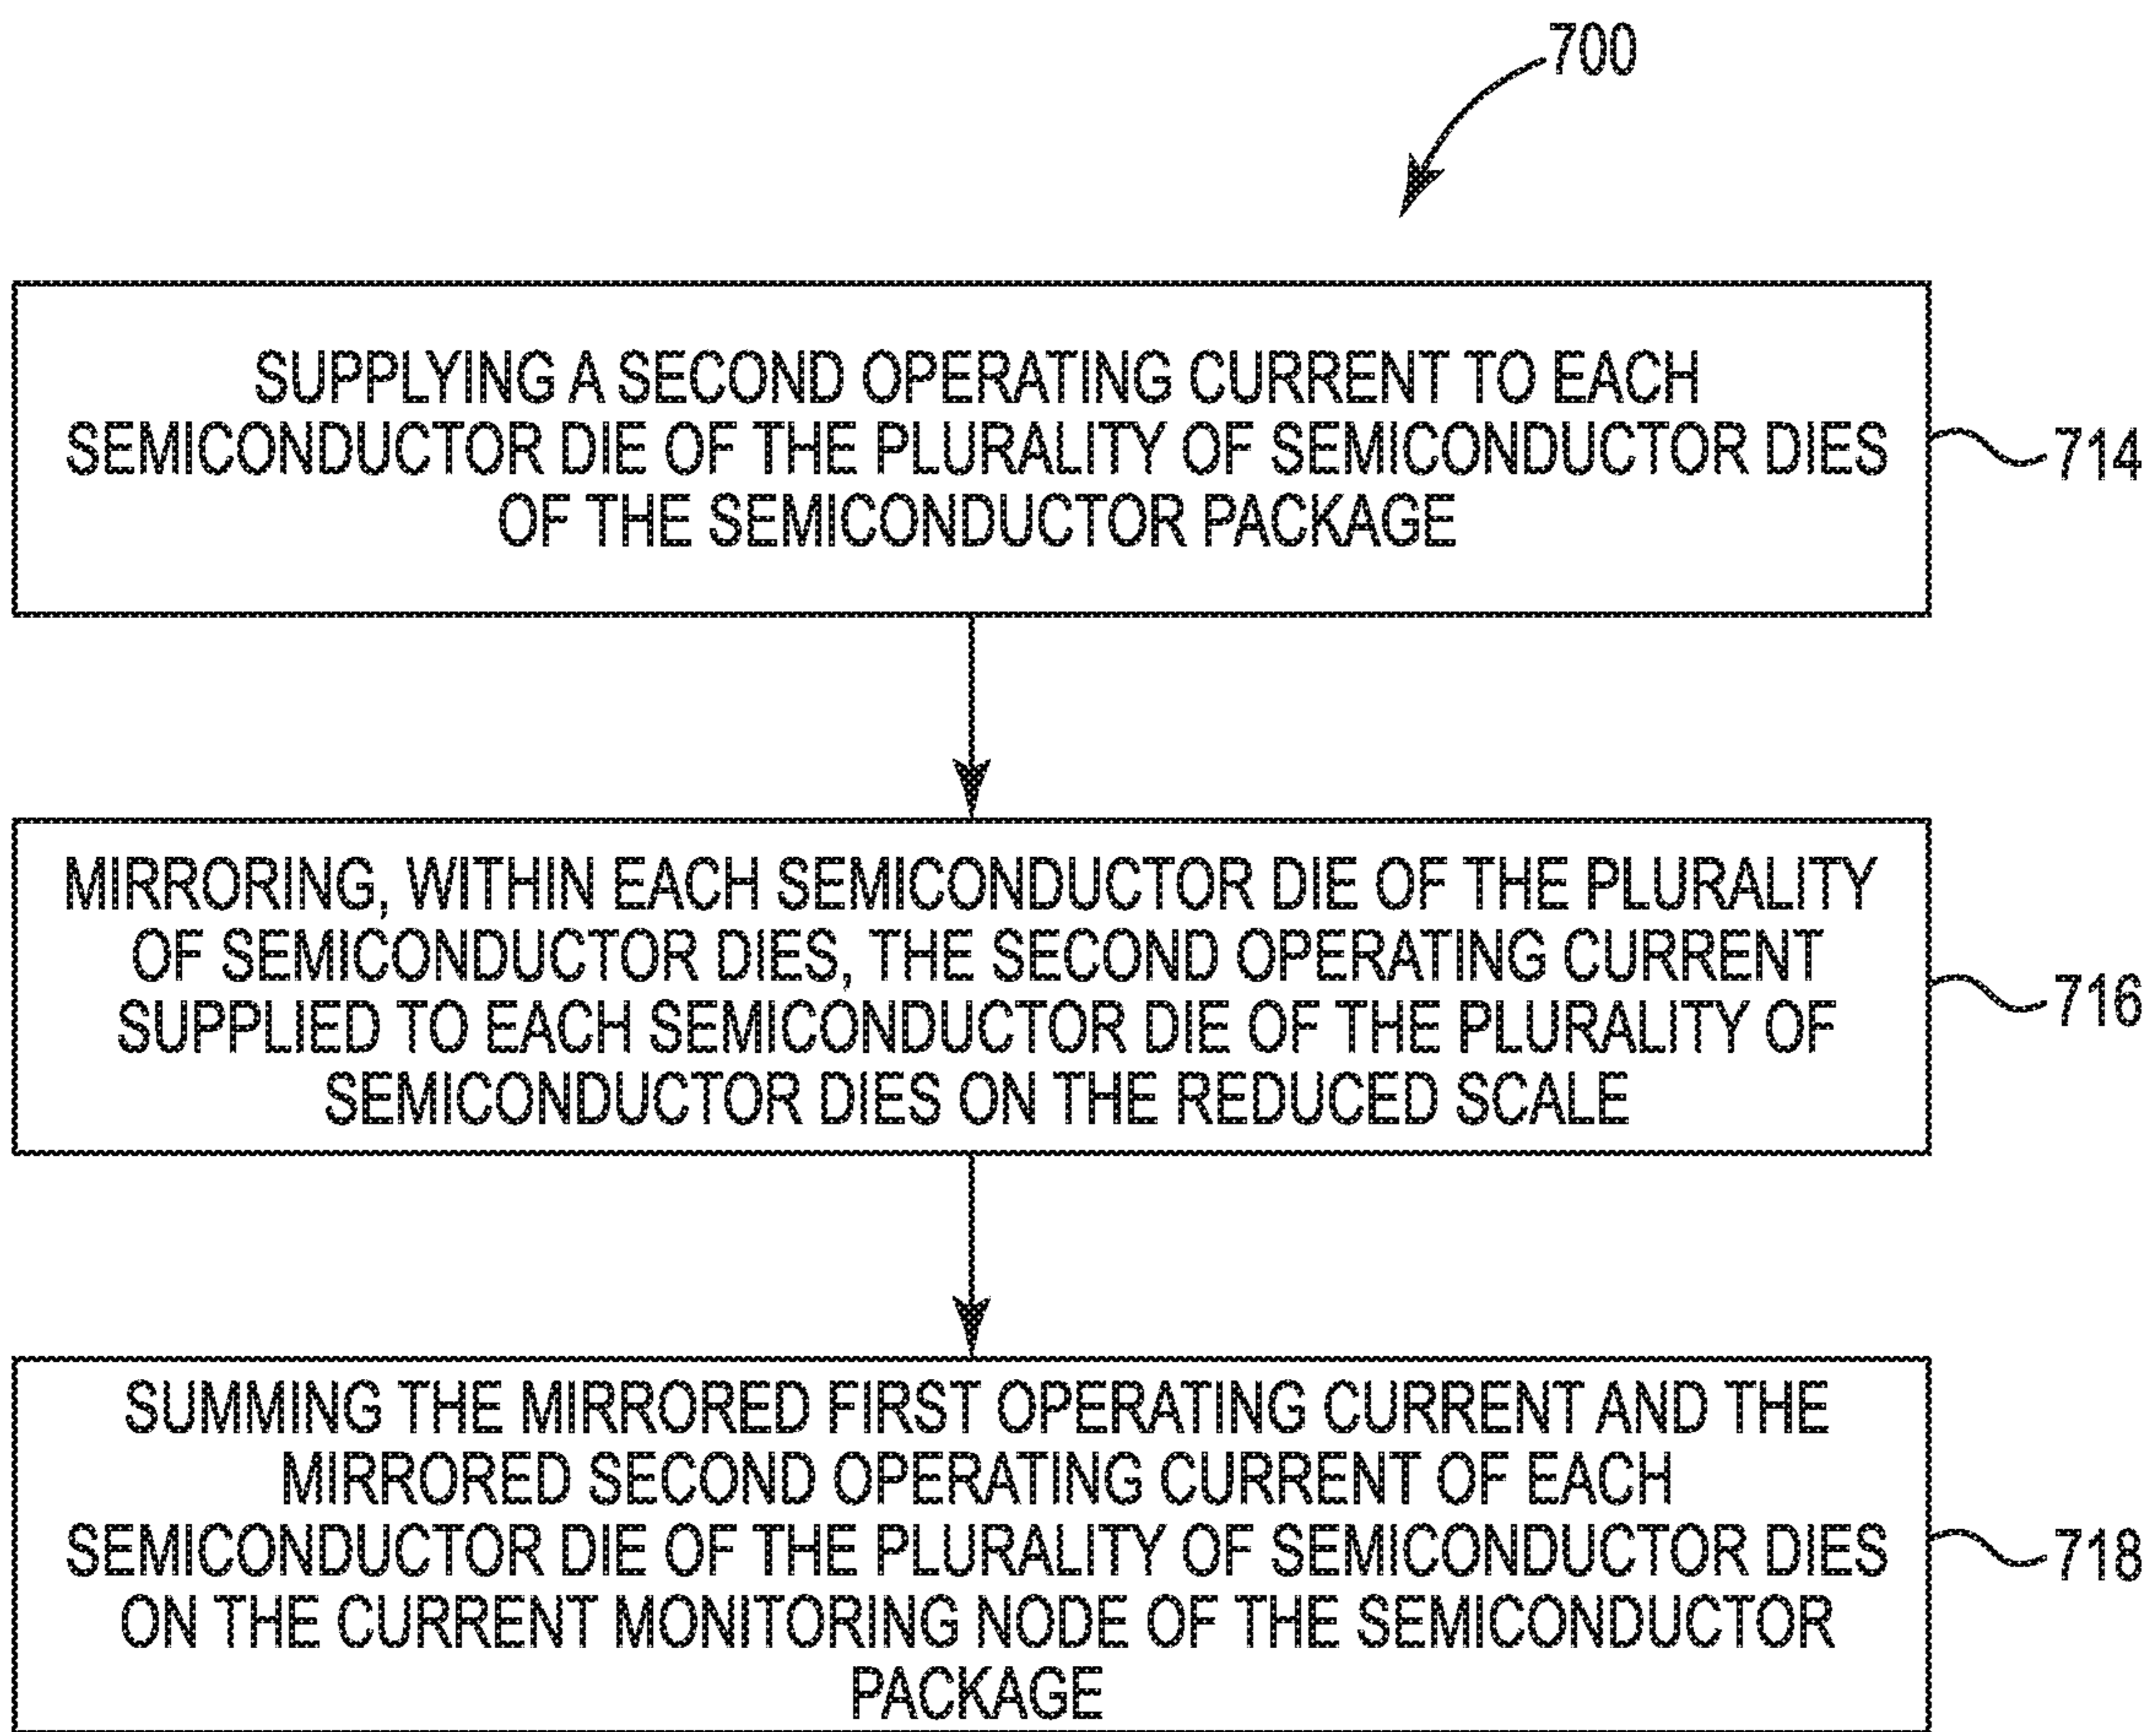 700
SUPPLYING A SECOND OPERATING CURRENT TO EACH
SEMICONDUCTOR DIE OF THE PLURALITY OF SEMICONDUCTOR DIES
OF THE SEMICONDUCTOR PACKAGE
714
MIRRORING, WITHIN EACH SEMICONDUCTOR DIE OF THE PLURALITY
OF SEMICONDUCTOR DIES, THE SECOND OPERATING CURRENT
SUPPLIED TO EACH SEMICONDUCTOR DIE OF THE PLURALITY OF
SEMICONDUCTOR DIES ON THE REDUCED SCALE
716
SUMMING THE MIRRORED FIRST OPERATING CURRENT AND THE
MIRRORED SECOND OPERATING CURRENT OF EACH
SEMICONDUCTOR DIE OF THE PLURALITY OF SEMICONDUCTOR DIES
ON THE CURRENT MONITORING NODE OF THE SEMICONDUCTOR
PACKAGE
718